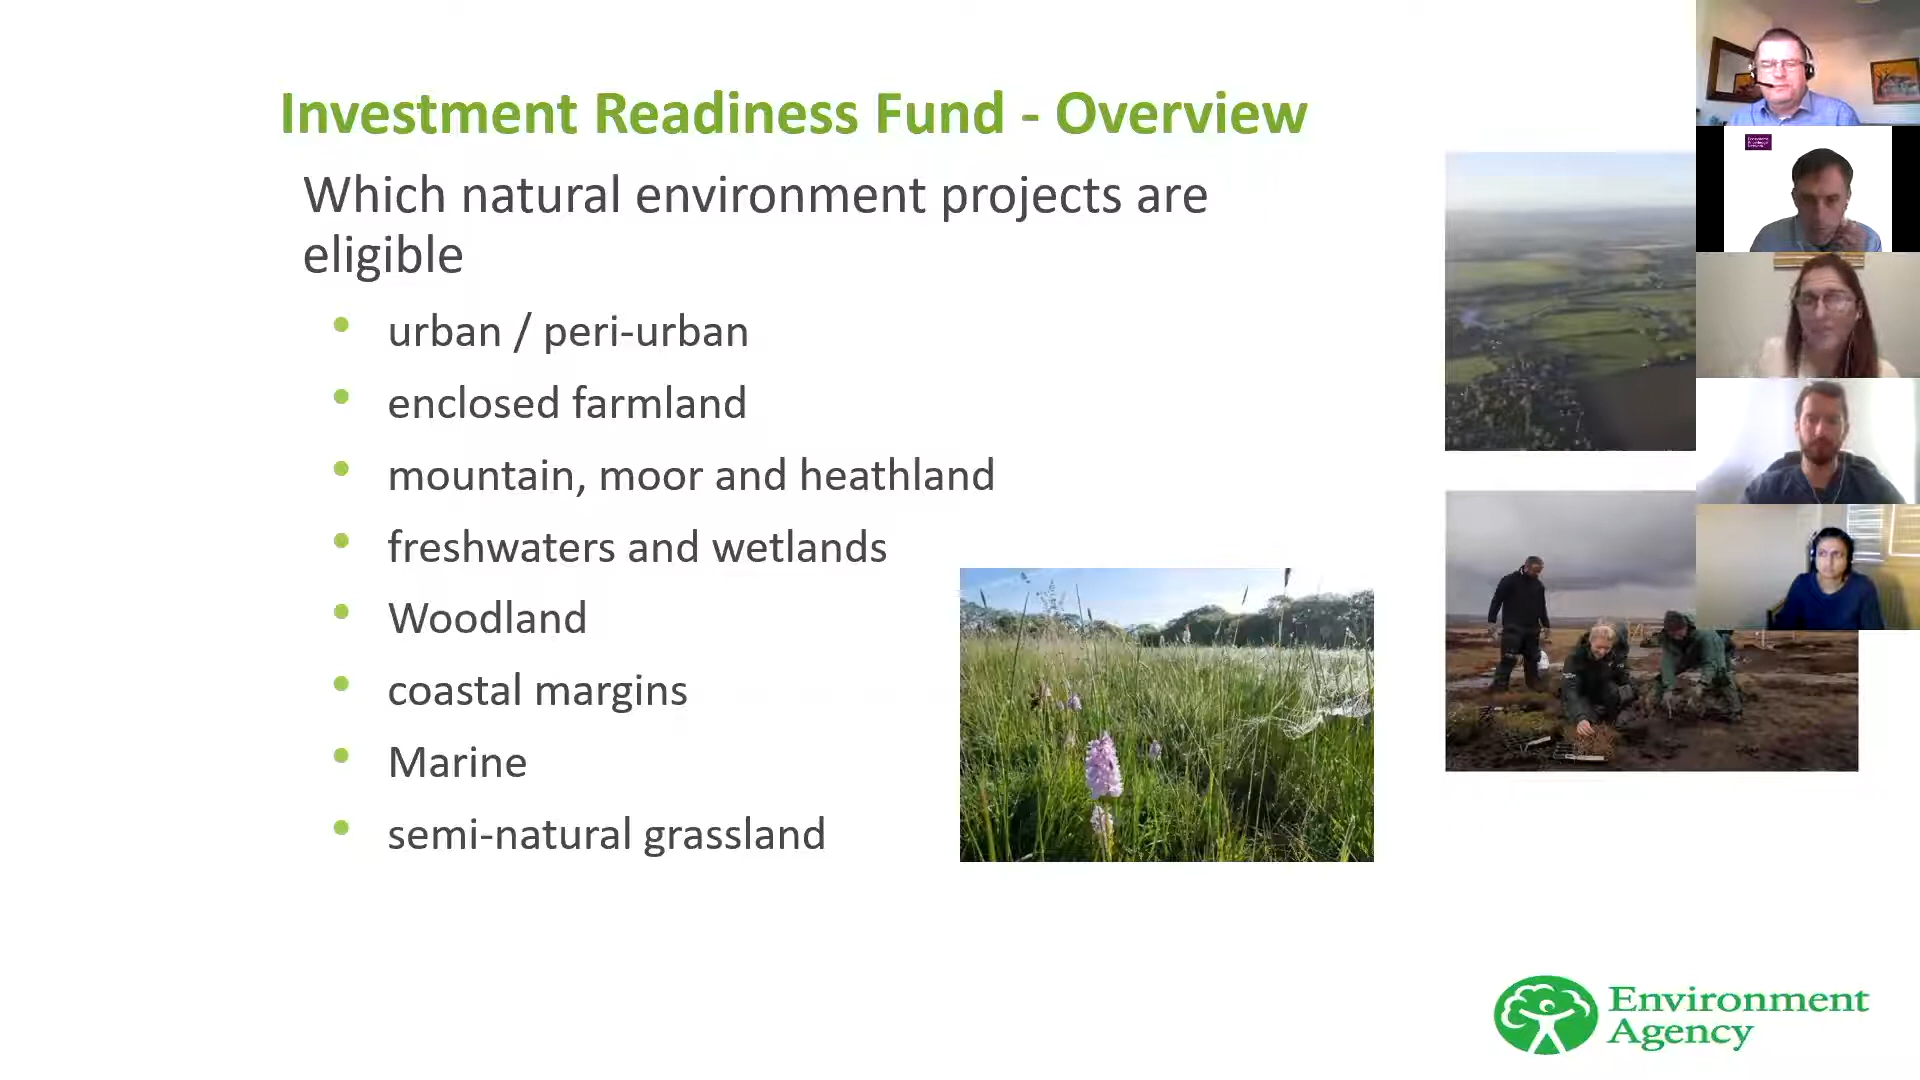 Investment Readiness Fund - Overview
Which natural environment projects are
eligible
urban / peri-urban
enclosed farmland
mountain, moor and heathland
freshwaters and wetlands
Woodland
coastal margins
Marine
semi-natural grassland
Environment
Agency